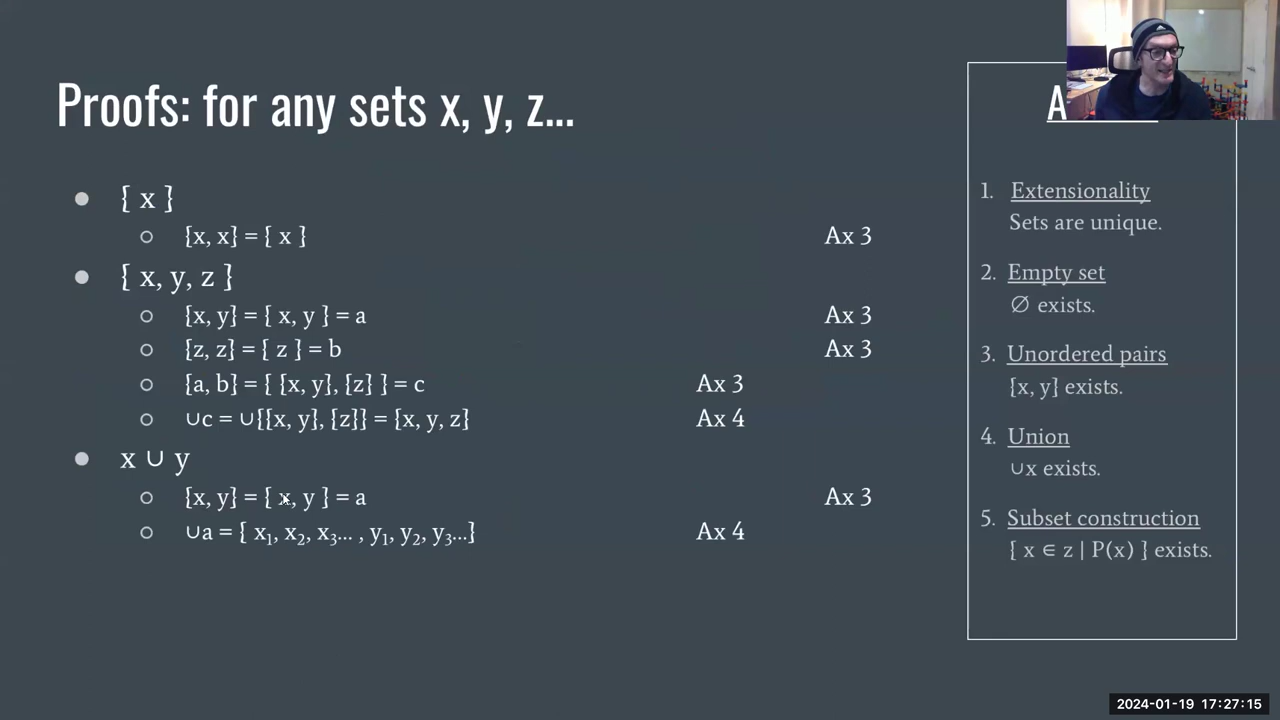 Proofs: for any sets x, y, z...
● { x }
○ {x, x} = { x } Ax 3
● { x, y, z }
○ {x, y} = { x, y } = a Ax 3
○ {z, z} = { z } = b Ax 3
○ {a, b} = { {x, y}, {z} } = c Ax 3
○ ∪c = ∪{{x, y}, {z}} = {x, y, z} Ax 4
● x ∪ y
○ {x, y} = { x, y } = a Ax 3
○ ∪a = { x₁, x₂, x₃... , y₁, y₂, y₃...} Ax 4
1. Extensionality
Sets are unique.
2. Empty set
∅ exists.
3. Unordered pairs
{x, y} exists.
4. Union
∪x exists.
5. Subset construction
{ x ∈ z | P(x) } exists.
2024-01-19 17:27:15